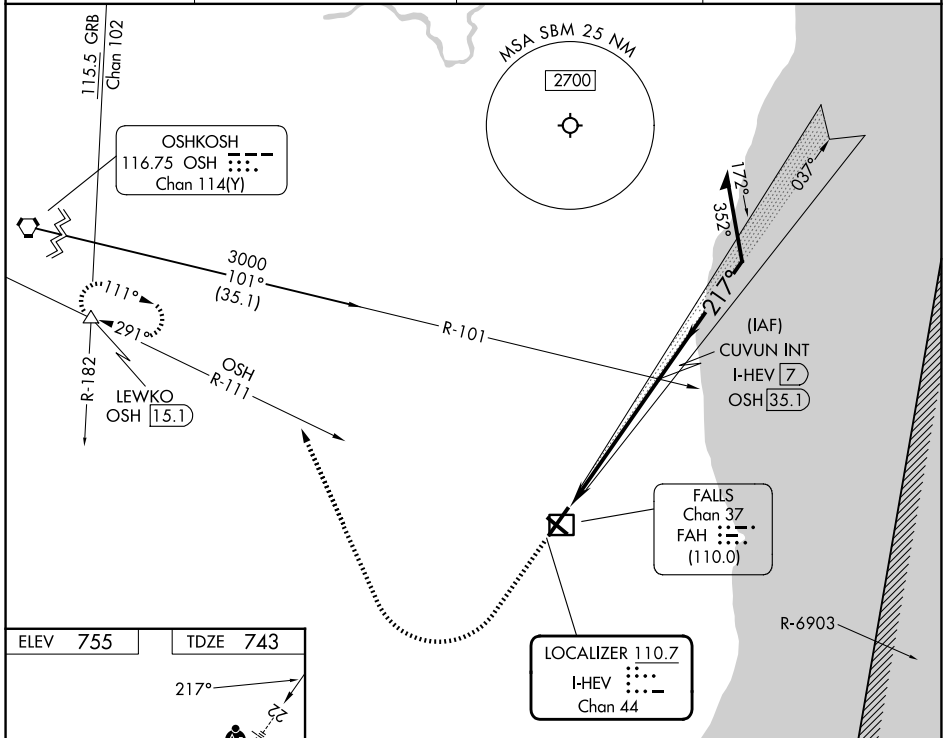 115.5 GRB
Chan 102
MSA SBM 25 NM
2700
OSHKOSH
116.75 OSH
Chan 114(Y)
172°
352°
037°
3000
101°
(35.1)
R-101
217°
111°
291°
(IAF)
CUVUN INT
I-HEV 7
OSH 35.1
OSH
R-111
R-182
LEWKO
OSH 15.1
FALLS
Chan 37
FAH
(110.0)
R-6903
LOCALIZER 110.7
I-HEV
Chan 44
ELEV 755
TDZE 743
217°
22